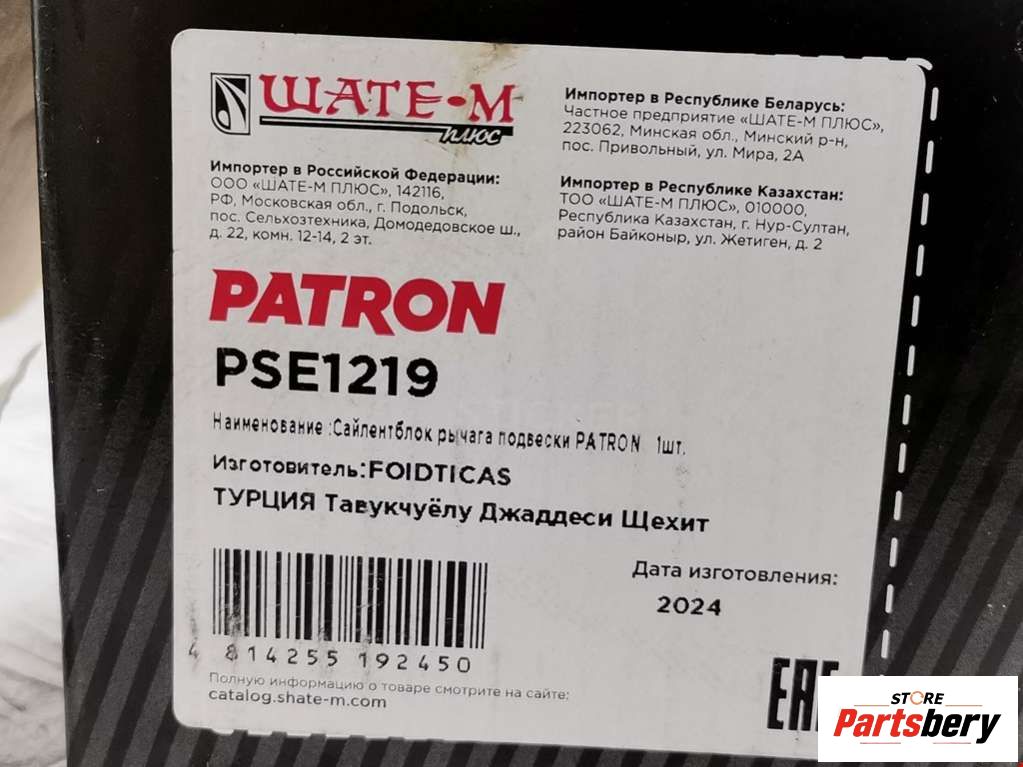 ШАТЕ-М
плюс
Импортер в Российской Федерации:
ООО «ШАТЕ-М ПЛЮС», 142116,
РФ, Московская обл., г. Подольск,
пос. Сельхозтехника, Домодедовское ш.,
д. 22, комн. 12-14, 2 эт.
Импортер в Республике Беларусь:
Частное предприятие «ШАТЕ-М ПЛЮС»,
223062, Минская обл., Минский р-н,
пос. Привольный, ул. Мира, 2А
Импортер в Республике Казахстан:
ТОО «ШАТЕ-М ПЛЮС», 010000,
Республика Казахстан, г. Нур-Султан,
район Байконыр, ул. Жетиген, д. 2
PATRON
PSE1219
Наименование :Сайлентблок рычага подвески PATRON 1шт.
Изготовитель:FOIDTICAS
ТУРЦИЯ Тавукчуёлу Джаддеси Щехит
Дата изготовления:
2024
4 814255 192450
Полную информацию о товаре смотрите на сайте:
catalog.shate-m.com
EAC
STORE
Partsbery